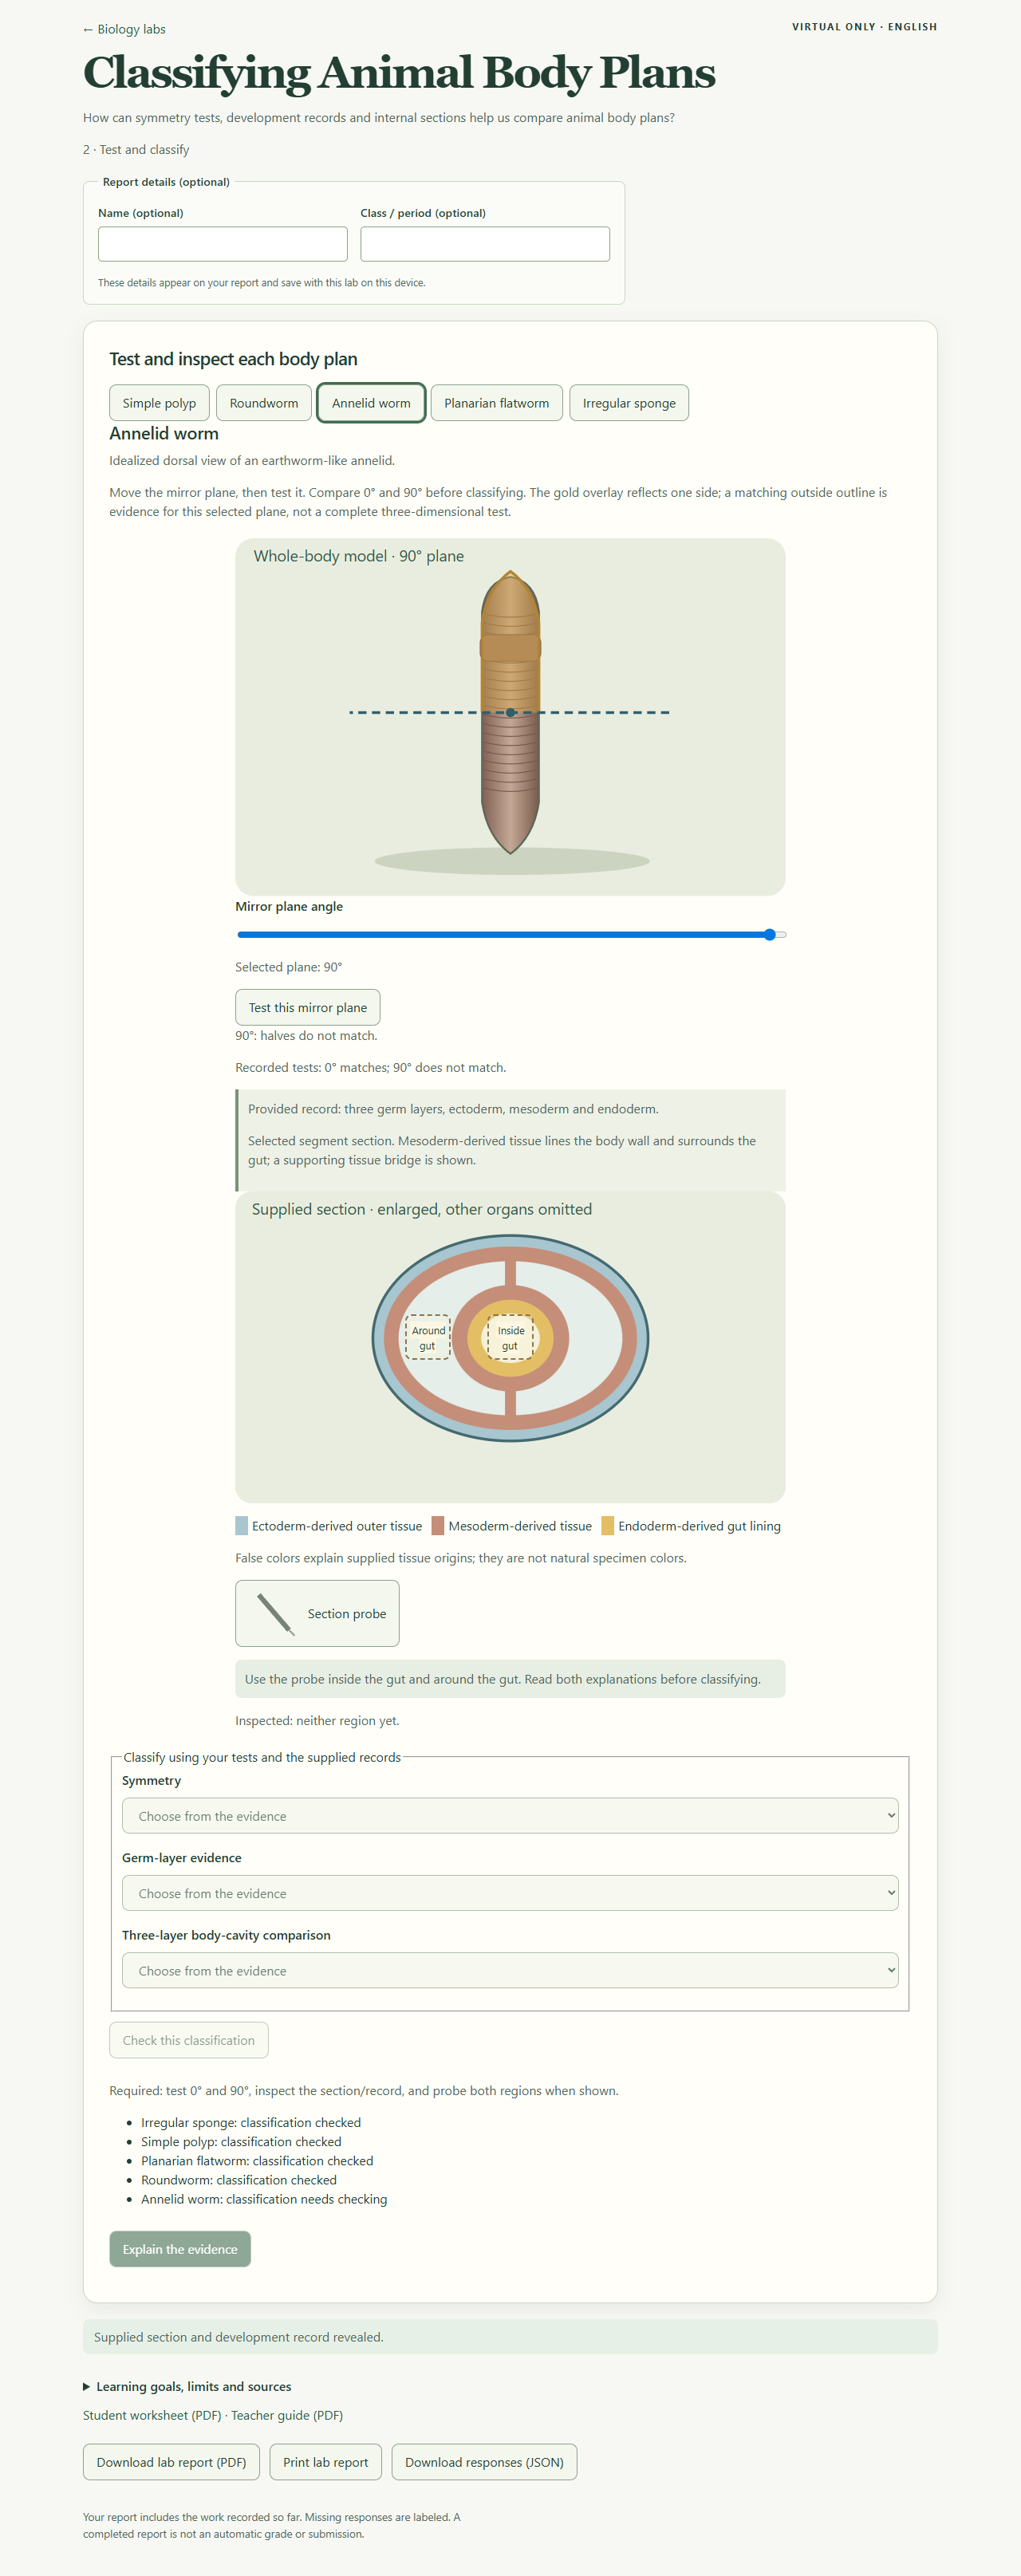 ← Biology labs
VIRTUAL ONLY · ENGLISH
Classifying Animal Body Plans
How can symmetry tests, development records and internal sections help us compare animal body plans?
2 · Test and classify
Report details (optional)
Name (optional)
Class / period (optional)
These details appear on your report and save with this lab on this device.
Test and inspect each body plan
Simple polyp
Roundworm
Annelid worm
Planarian flatworm
Irregular sponge
Annelid worm
Idealized dorsal view of an earthworm-like annelid.
Move the mirror plane, then test it. Compare 0° and 90° before classifying. The gold overlay reflects one side; a matching outside outline is
evidence for this selected plane, not a complete three-dimensional test.
Whole-body model · 90° plane
Mirror plane angle
Selected plane: 90°
Test this mirror plane
90°: halves do not match.
Recorded tests: 0° matches; 90° does not match.
Provided record: three germ layers, ectoderm, mesoderm and endoderm.
Selected segment section. Mesoderm-derived tissue lines the body wall and surrounds the
gut; a supporting tissue bridge is shown.
Supplied section · enlarged, other organs omitted
Around
gut
Inside
gut
Ectoderm-derived outer tissue
Mesoderm-derived tissue
Endoderm-derived gut lining
False colors explain supplied tissue origins; they are not natural specimen colors.
Section probe
Use the probe inside the gut and around the gut. Read both explanations before classifying.
Inspected: neither region yet.
Classify using your tests and the supplied records
Symmetry
Choose from the evidence
Germ-layer evidence
Choose from the evidence
Three-layer body-cavity comparison
Choose from the evidence
Check this classification
Required: test 0° and 90°, inspect the section/record, and probe both regions when shown.
• Irregular sponge: classification checked
• Simple polyp: classification checked
• Planarian flatworm: classification checked
• Roundworm: classification checked
• Annelid worm: classification needs checking
Explain the evidence
Supplied section and development record revealed.
▶ Learning goals, limits and sources
Student worksheet (PDF) · Teacher guide (PDF)
Download lab report (PDF)
Print lab report
Download responses (JSON)
Your report includes the work recorded so far. Missing responses are labeled. A
completed report is not an automatic grade or submission.